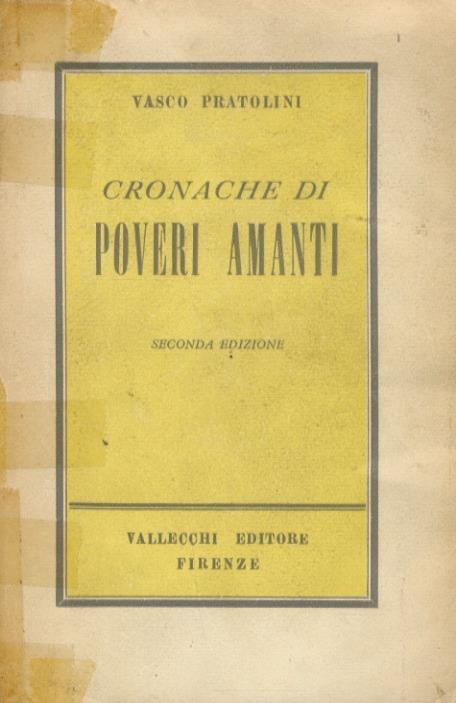 VASCO PRATOLINI
CRONACHE DI
POVERI AMANTI
SECONDA EDIZIONE
VALLECCHI EDITORE
FIRENZE